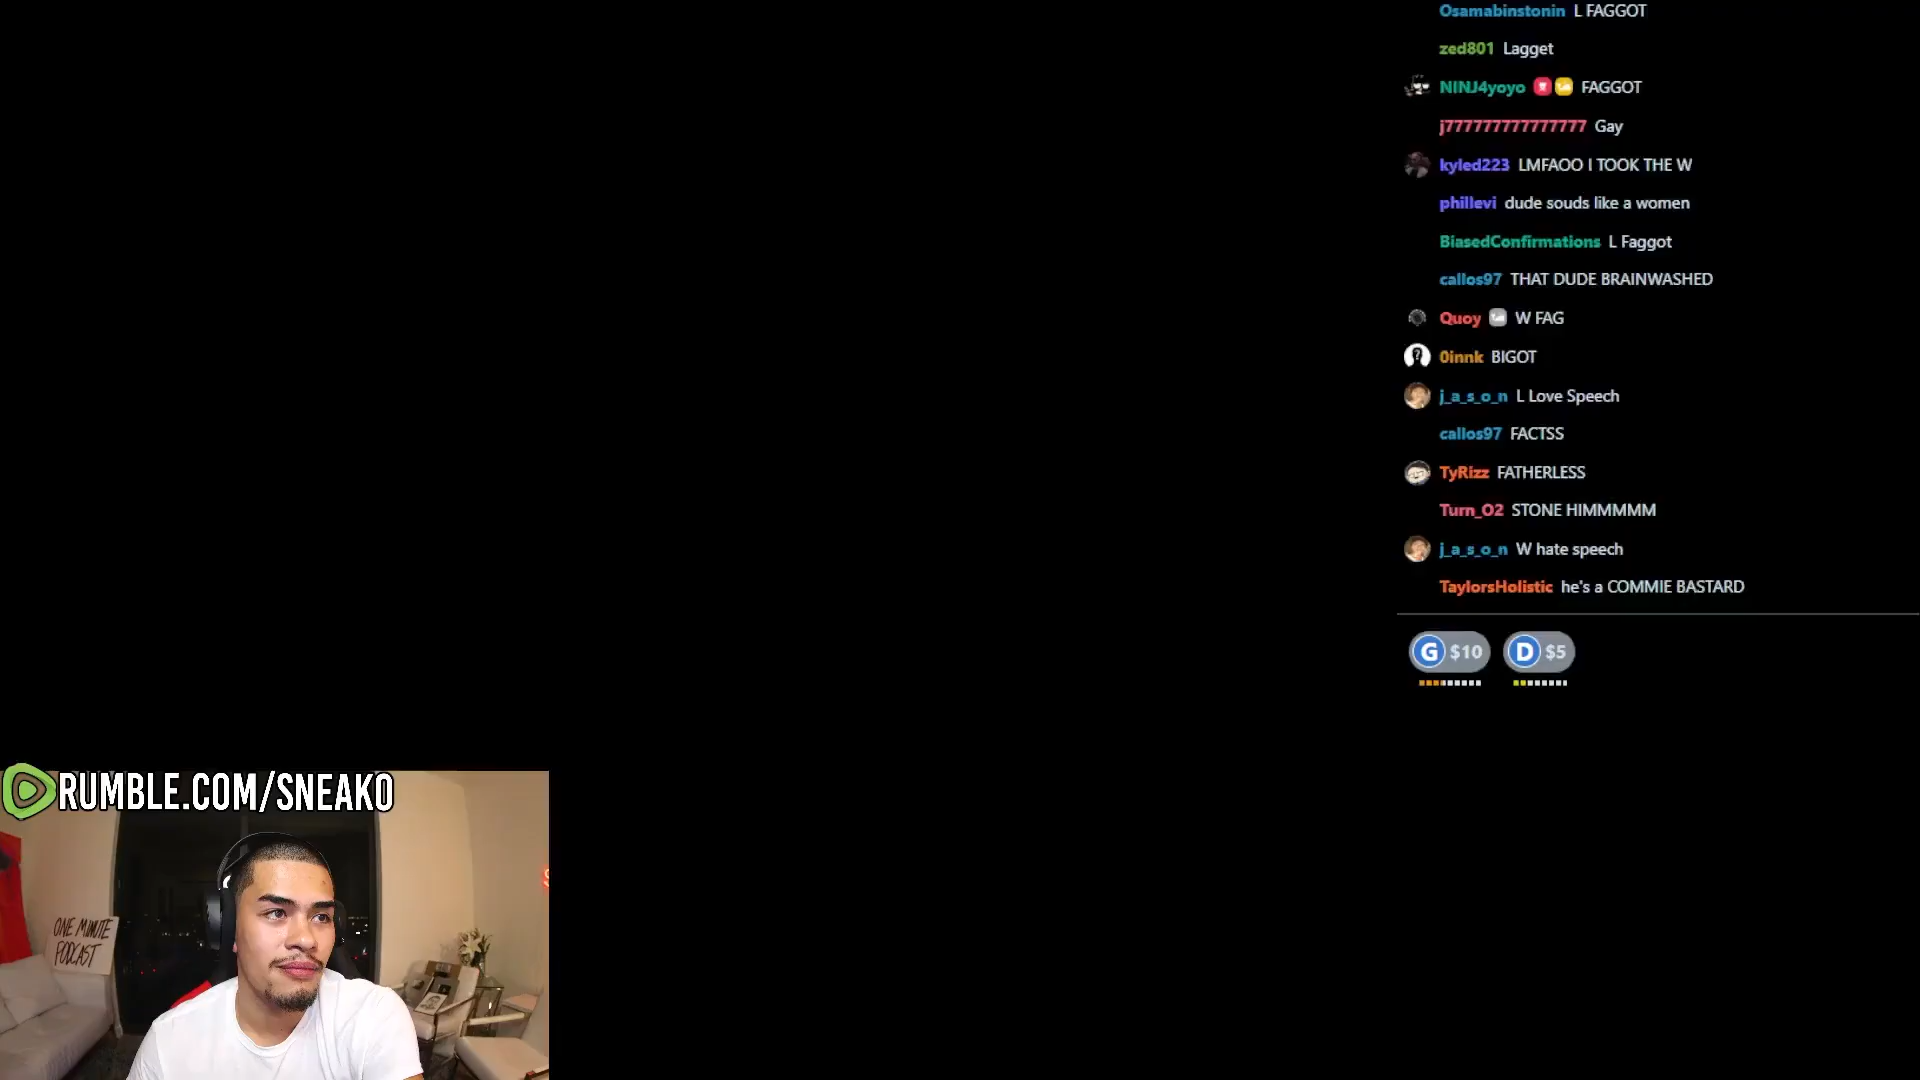 Osamabinstonin L FAGGOT
zed801 Lagget
NINJ4yoyo FAGGOT
j777777777777777 Gay
kyled223 LMFAOO I TOOK THE W
phillevi dude souds like a women
BiasedConfirmations L Faggot
callos97 THAT DUDE BRAINWASHED
Quoy W FAG
0innk BIGOT
j_a_s_o_n L Love Speech
callos97 FACTSS
TyRizz FATHERLESS
Turn_O2 STONE HIMMMMM
j_a_s_o_n W hate speech
TaylorsHolistic he's a COMMIE BASTARD
G $10 D $5
RUMBLE.COM/SNEAKO
ONE MINUTE
PODCAST